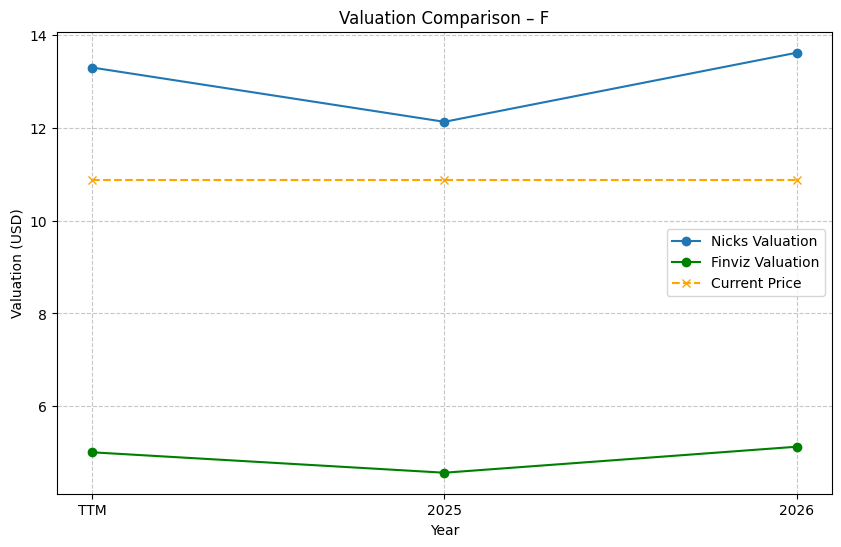 Valuation Comparison – F
Valuation (USD)
14
12
10
8
6
Nicks Valuation
Finviz Valuation
Current Price
TTM
2025
2026
Year